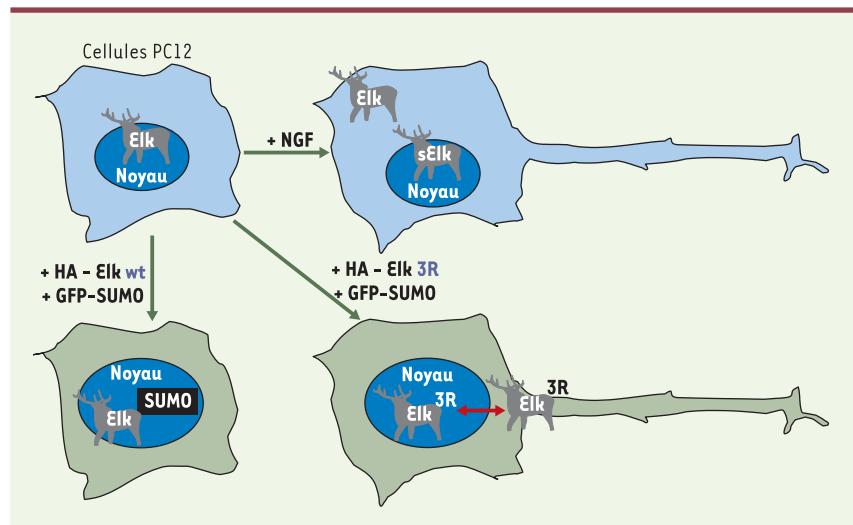 Cellules PC12
Elk
Noyau
+ NGF
Elk
sElk
Noyau
+ HA - Elk wt
+ GFP-SUMO
+ HA - Elk 3R
+ GFP-SUMO
Noyau
SUMO
Elk
Noyau
3R
Elk
Elk
3R